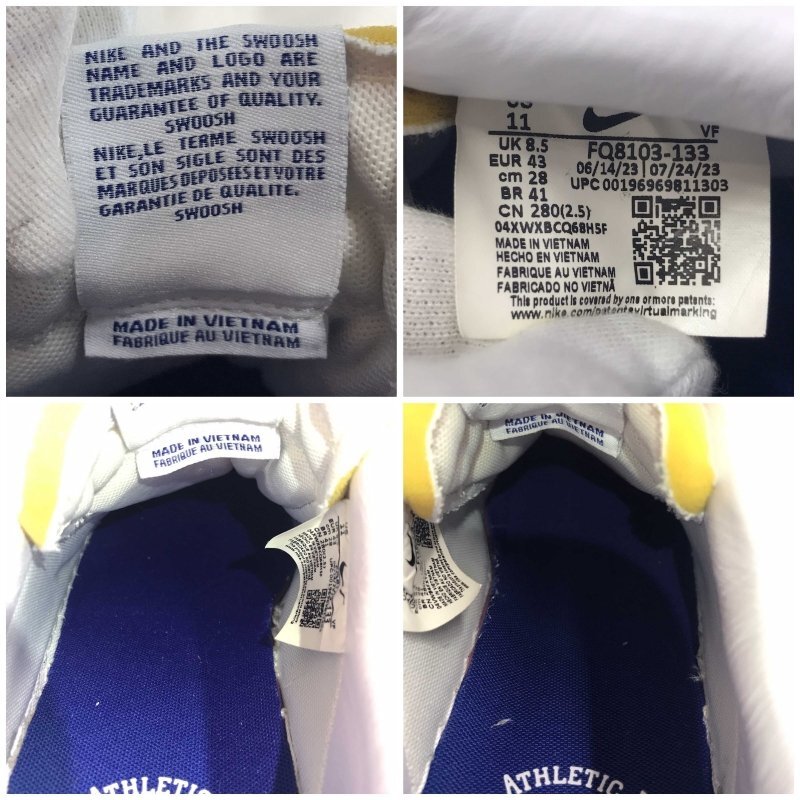 NIKE AND THE SWOOSH
NAME AND LOGO ARE
TRADEMARKS AND YOUR
GUARANTEE OF QUALITY.
SWOOSH
NIKE,LE TERME SWOOSH
ET SON SIGLE SONT DES
MARQUES DEPOSEES ET VOTRE
GARANTIE DE QUALITE.
SWOOSH
MADE IN VIETNAM
FABRIQUE AU VIETNAM
11
VF
UK 8.5
EUR 43
cm 28
BR 41
CN 280(2.5)
FQ8103-133
06/14/23 | 07/24/23
UPC 00196969811303
04XWXBCQ68H5F
MADE IN VIETNAM
HECHO EN VIETNAM
FABRIQUE AU VIETNAM
FABRICADO NO VIETNÃ
This product is covered by one or more patents:
www.nike.com/patentsvirtualmarking
MADE IN VIETNAM
FABRIQUE AU VIETNAM
ATHLETIC
MADE IN VIETNAM
FABRIQUE AU VIETNAM
ATHLETIC